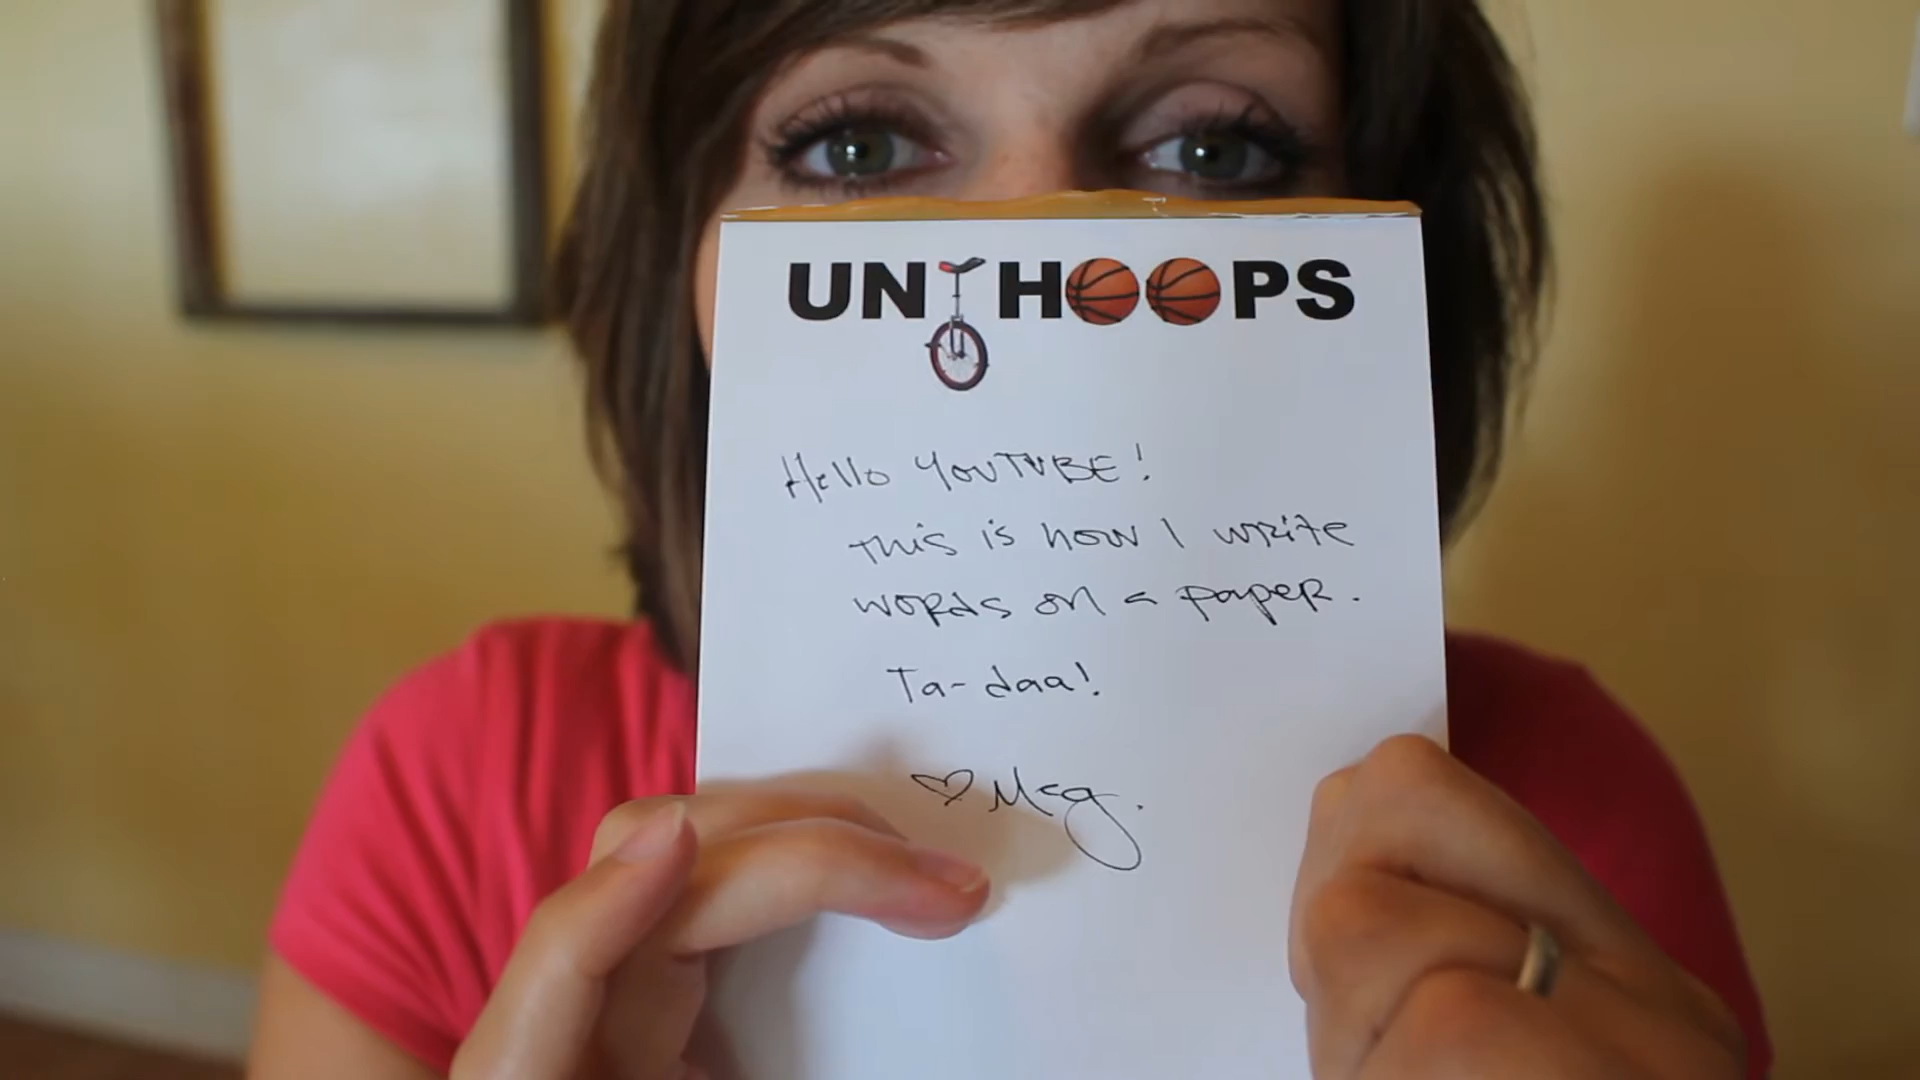 UNIHOOPS
Hello YOUTUBE!
This is how I write
words on a paper.
Ta-daa!
♡ Meg.